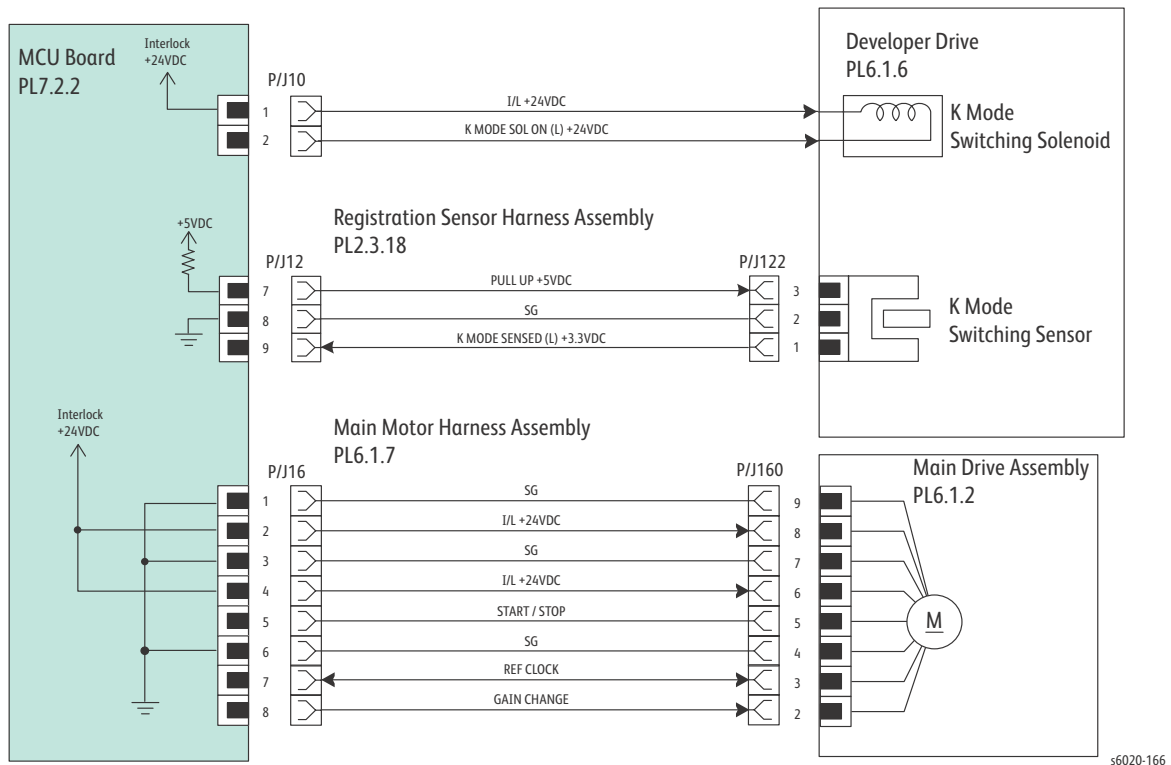 MCU Board
PL7.2.2
Interlock
+24VDC
P/J10
1
2
I/L +24VDC
K MODE SOL ON (L) +24VDC
Developer Drive
PL6.1.6
K Mode
Switching Solenoid
+5VDC
Registration Sensor Harness Assembly
PL2.3.18
P/J12
P/J122
7
PULL UP +5VDC
3
8
SG
2
9
K MODE SENSED (L) +3.3VDC
1
K Mode
Switching Sensor
Interlock
+24VDC
Main Motor Harness Assembly
PL6.1.7
P/J16
P/J160
Main Drive Assembly
PL6.1.2
1
SG
9
2
I/L +24VDC
8
3
SG
7
4
I/L +24VDC
6
5
START / STOP
5
6
SG
4
7
REF CLOCK
3
8
GAIN CHANGE
2
M
s6020-166